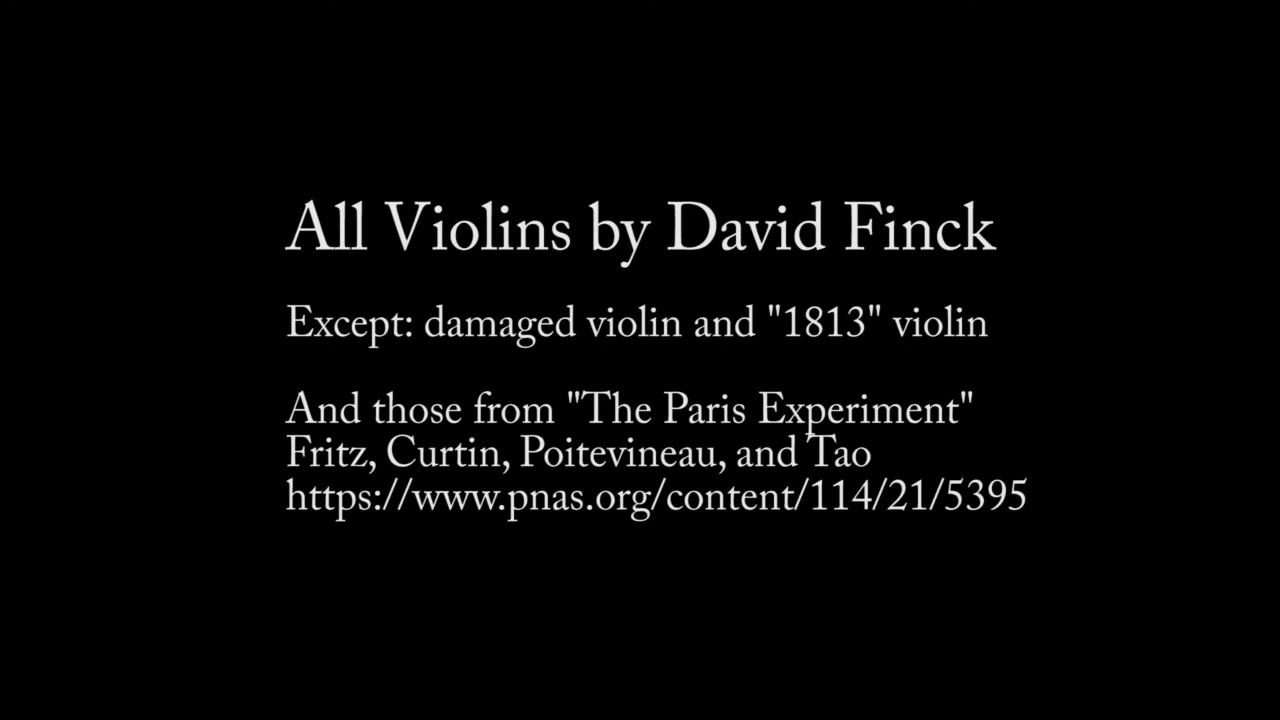 All Violins by David Finck
Except: damaged violin and "1813" violin
And those from "The Paris Experiment"
Fritz, Curtin, Poitevineau, and Tao
https://www.pnas.org/content/114/21/5395